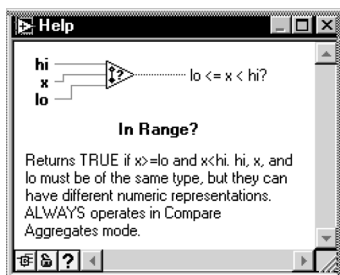 Help
hi
x
lo
? lo <= x < hi?
In Range?
Returns TRUE if x>=lo and x<hi. hi, x, and
lo must be of the same type, but they can
have different numeric representations.
ALWAYS operates in Compare
Aggregates mode.
?